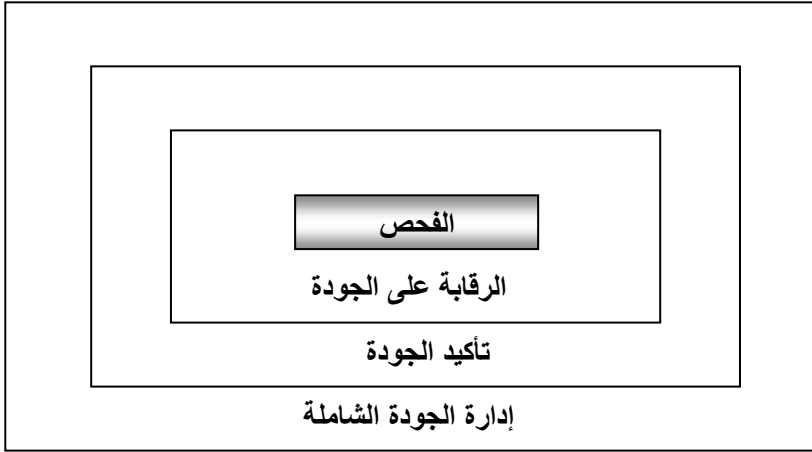 الفحص
الرقابة على الجودة
تأكيد الجودة
إدارة الجودة الشاملة